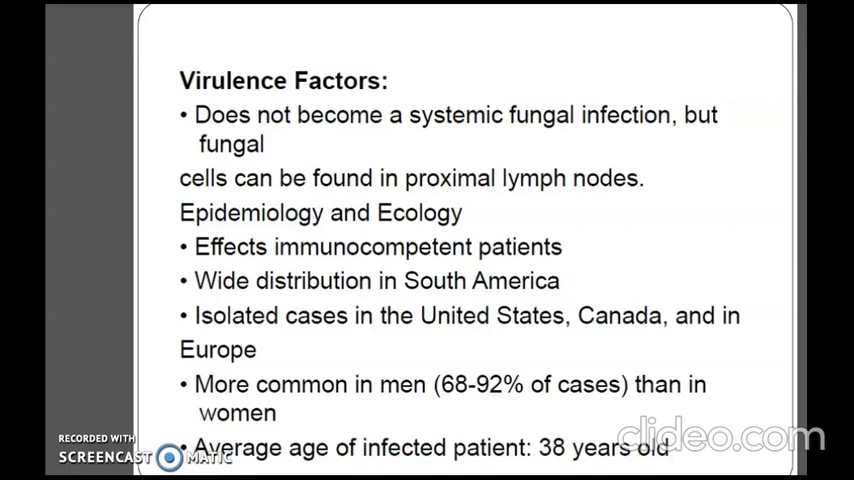 Virulence Factors:
• Does not become a systemic fungal infection, but
fungal
cells can be found in proximal lymph nodes.
Epidemiology and Ecology
• Effects immunocompetent patients
• Wide distribution in South America
• Isolated cases in the United States, Canada, and in
Europe
• More common in men (68-92% of cases) than in
women
• Average age of infected patient: 38 years old
clideo.com
RECORDED WITH
SCREENCAST MATIC